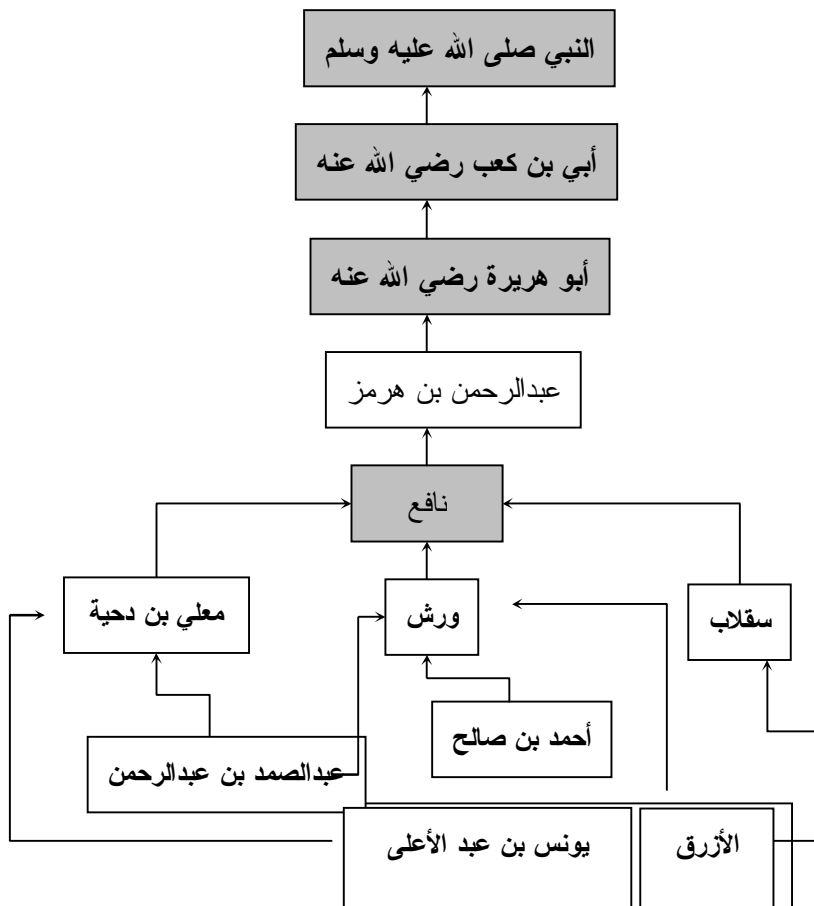 النبي صلى الله عليه وسلم
أبي بن كعب رضي الله عنه
أبو هريرة رضي الله عنه
عبدالرحمن بن هرمز
نافع
سقلاب
ورش
معلي بن دحية
أحمد بن صالح
عبدالصمد بن عبدالرحمن
الأزرق
يونس بن عبد الأعلى